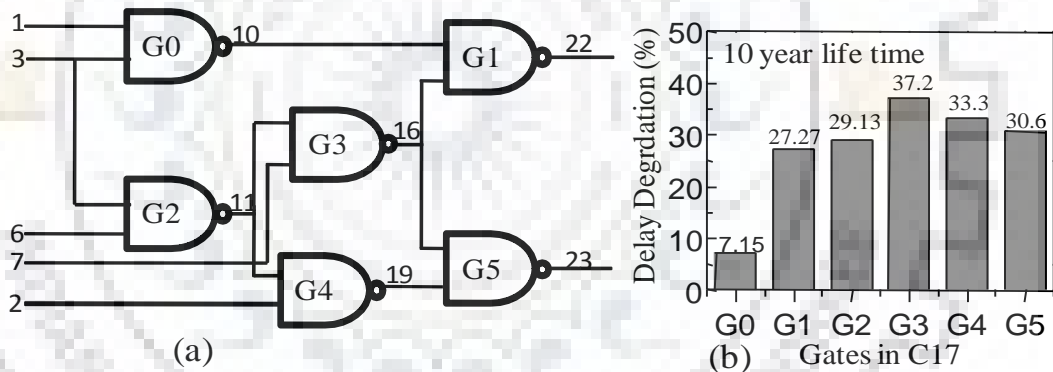 1
3
6
7
2
G0
10
G1
22
G3
16
G2
11
G4
19
G5
23
(a)
Delay Degrdation (%)
50
40
30
20
10
0
10 year life time
7.15
27.27
29.13
37.2
33.3
30.6
G0 G1 G2 G3 G4 G5
(b) Gates in C17